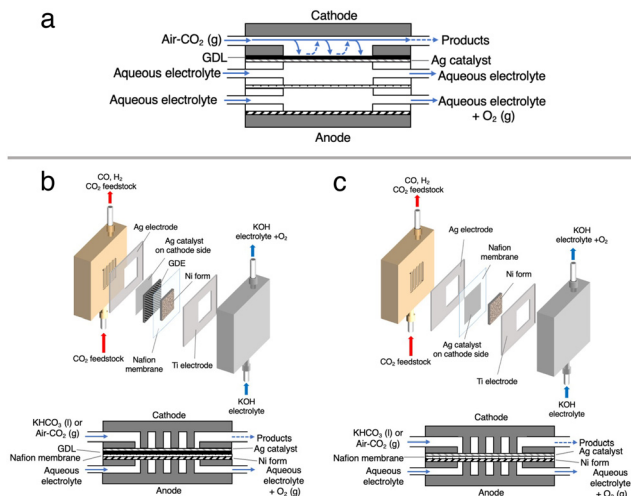 a
Cathode
Air-CO₂ (g)
Products
GDL
Ag catalyst
Aqueous electrolyte
Aqueous electrolyte
Aqueous electrolyte
Aqueous electrolyte
+ O₂ (g)
Anode
b
CO, H₂
CO₂ feedstock
Ag electrode
Ag catalyst
on cathode side
GDE
Ni form
KOH
electrolyte +O₂
Nafion
membrane
Ti electrode
CO₂ feedstock
KOH
electrolyte
Cathode
KHCO₃ (l) or
Air-CO₂ (g)
Products
GDL
Ag catalyst
Nafion membrane
Ni form
Aqueous
electrolyte
Aqueous
electrolyte
+ O₂ (g)
Anode
c
CO, H₂
CO₂ feedstock
Ag electrode
Nafion
membrane
Ni form
KOH
electrolyte +O₂
Ag catalyst
on cathode side
Ti electrode
CO₂ feedstock
KOH
electrolyte
Cathode
KHCO₃ (l) or
Air-CO₂ (g)
Products
Nafion membrane
Ag catalyst
Ni form
Aqueous
electrolyte
Aqueous
electrolyte
+ O₂ (g)
Anode